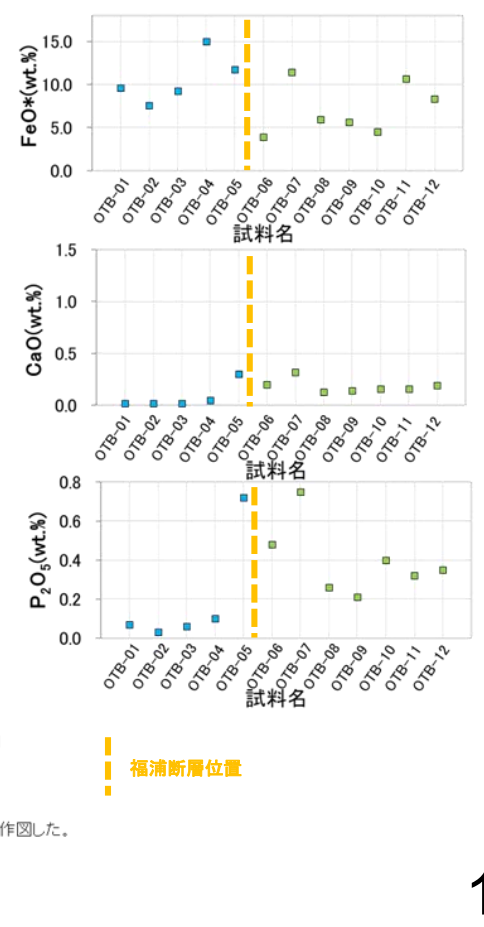 FeO*(wt.%)
15.0
10.0
5.0
0.0
OTB-01 OTB-02 OTB-03 OTB-04 OTB-05 OTB-06 OTB-07 OTB-08 OTB-09 OTB-10 OTB-11 OTB-12
試料名
CaO(wt.%)
1.5
1.0
0.5
0.0
OTB-01 OTB-02 OTB-03 OTB-04 OTB-05 OTB-06 OTB-07 OTB-08 OTB-09 OTB-10 OTB-11 OTB-12
試料名
P₂O₅(wt.%)
0.8
0.6
0.4
0.2
0.0
OTB-01 OTB-02 OTB-03 OTB-04 OTB-05 OTB-06 OTB-07 OTB-08 OTB-09 OTB-10 OTB-11 OTB-12
試料名
福浦断層位置
作図した。